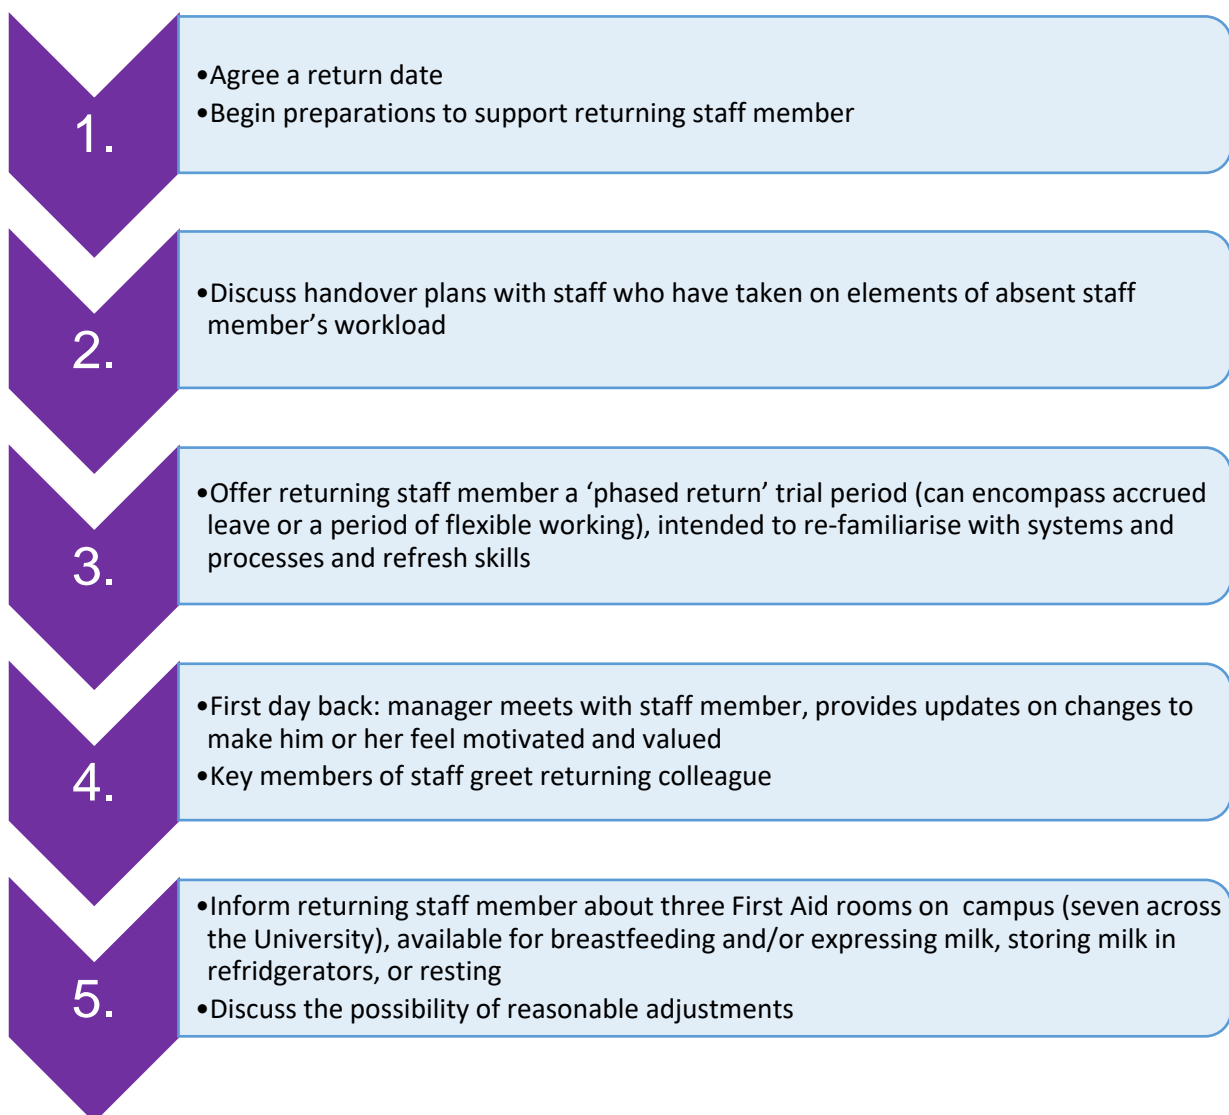 1.
•Agree a return date
•Begin preparations to support returning staff member
2.
•Discuss handover plans with staff who have taken on elements of absent staff
member’s workload
3.
•Offer returning staff member a ‘phased return’ trial period (can encompass accrued
leave or a period of flexible working), intended to re-familiarise with systems and
processes and refresh skills
4.
•First day back: manager meets with staff member, provides updates on changes to
make him or her feel motivated and valued
•Key members of staff greet returning colleague
5.
•Inform returning staff member about three First Aid rooms on  campus (seven across
the University), available for breastfeeding and/or expressing milk, storing milk in
refridgerators, or resting
•Discuss the possibility of reasonable adjustments